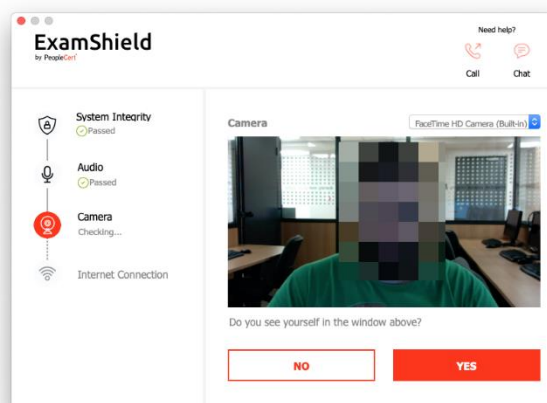 ExamShield
by PeopleCert
Need help?
Call
Chat
System Integrity
Passed
Audio
Passed
Camera
Checking...
Internet Connection
Camera
FaceTime HD Camera (Built-in)
Do you see yourself in the window above?
NO
YES